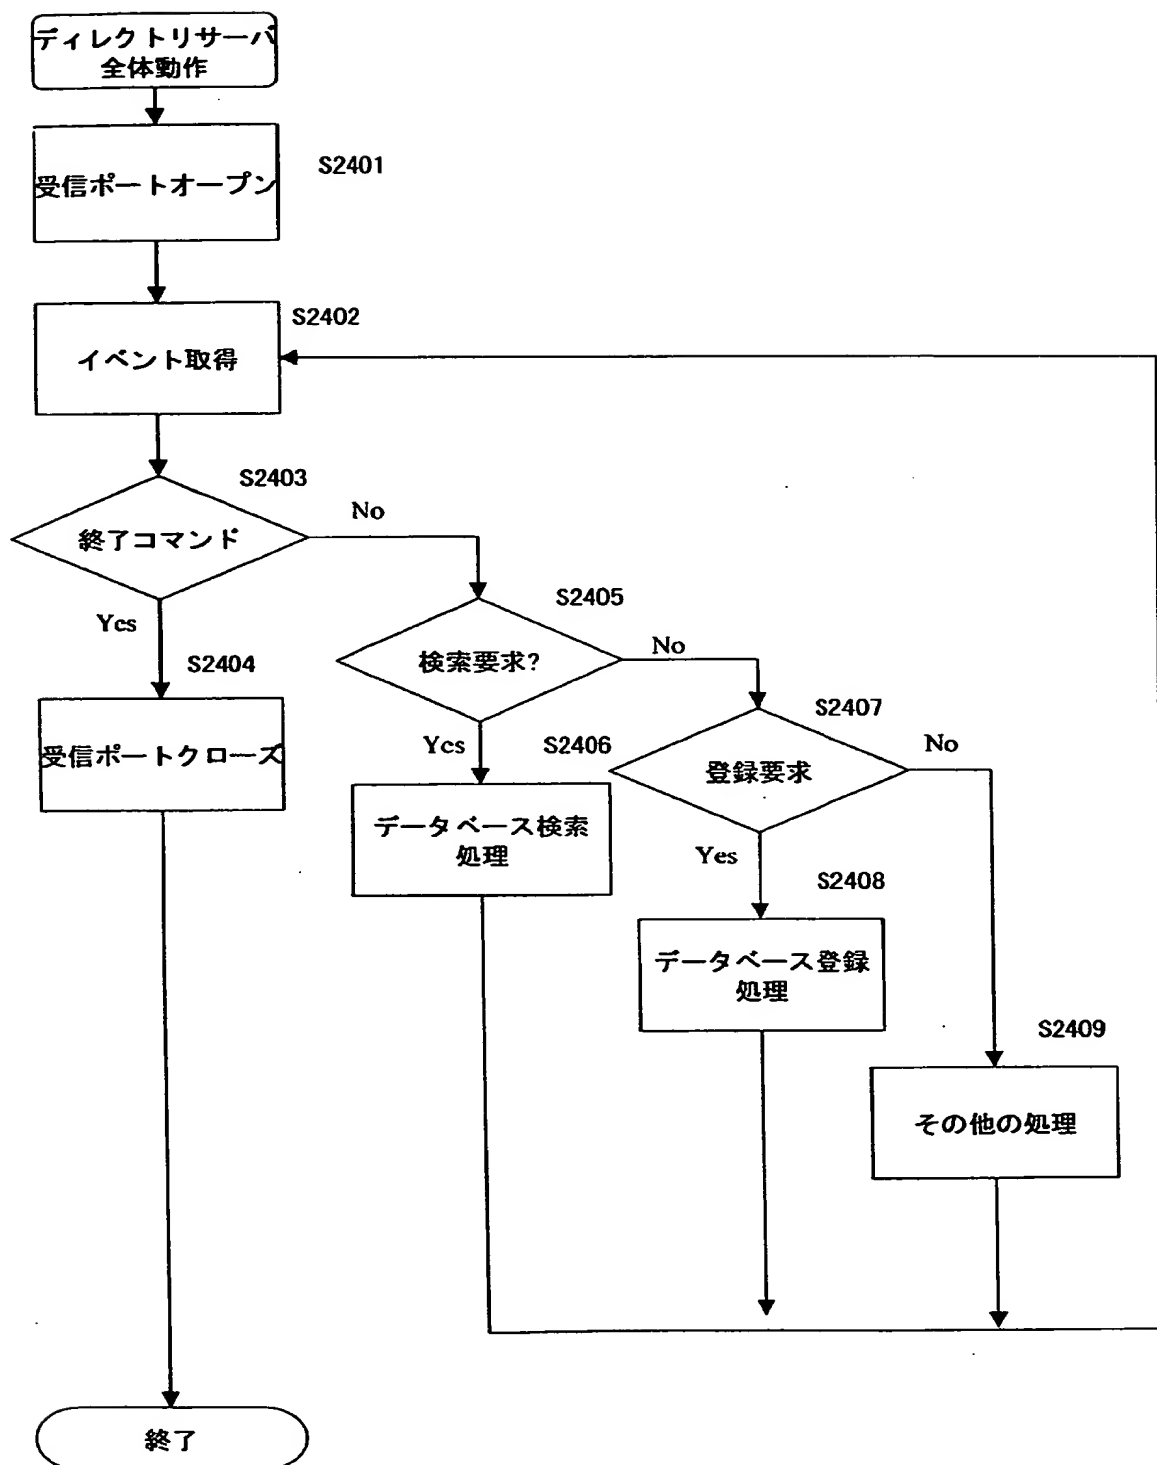 ディレクトリサーバ
全体動作
受信ポートオープン
S2401
S2402
イベント取得
S2403
終了コマンド
No
Yes
S2404
受信ポートクローズ
S2405
検索要求?
No
Yes
S2406
データベース検索
処理
S2407
登録要求
No
Yes
S2408
データベース登録
処理
S2409
その他の処理
終了